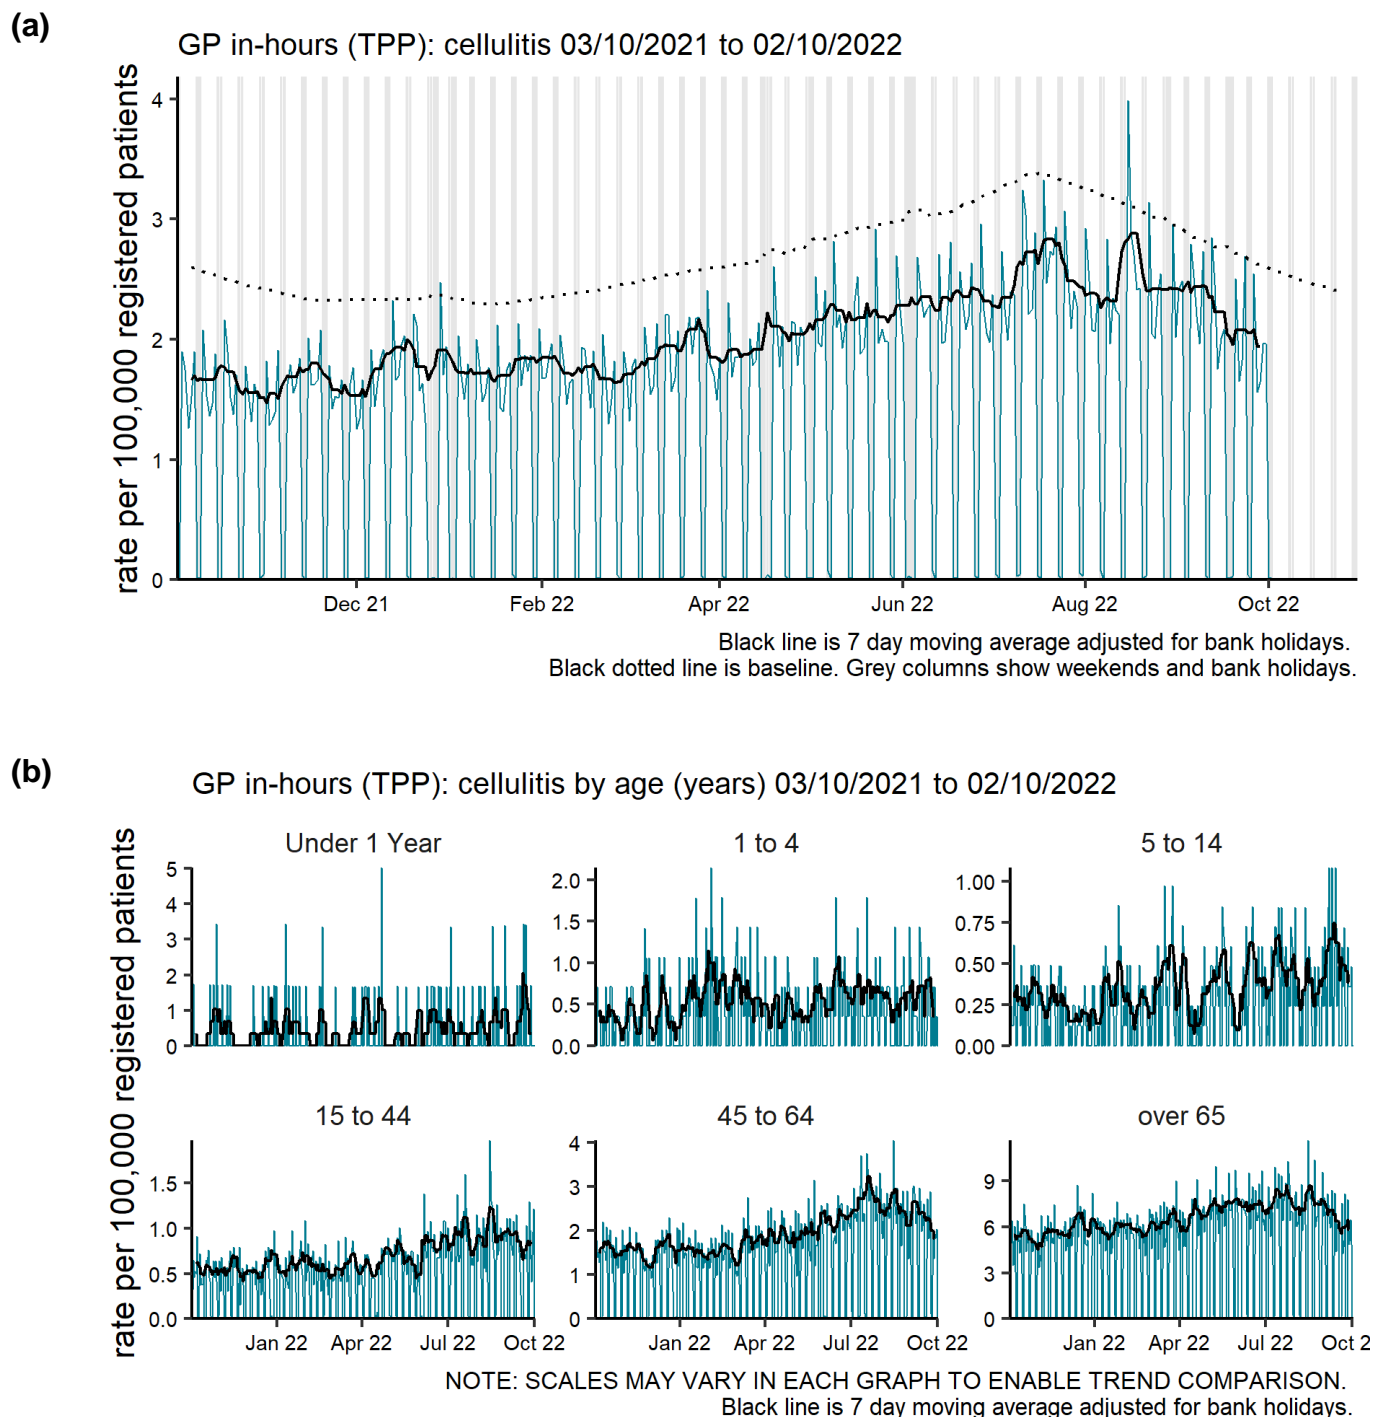 (a)
GP in-hours (TPP): cellulitis 03/10/2021 to 02/10/2022
rate per 100,000 registered patients
4
3
2
1
0
Dec 21 Feb 22 Apr 22 Jun 22 Aug 22 Oct 22
Black line is 7 day moving average adjusted for bank holidays.
Black dotted line is baseline. Grey columns show weekends and bank holidays.
(b)
GP in-hours (TPP): cellulitis by age (years) 03/10/2021 to 02/10/2022
rate per 100,000 registered patients
Under 1 Year
5
4
3
2
1
0
1 to 4
2.0
1.5
1.0
0.5
0.0
5 to 14
1.00
0.75
0.50
0.25
0.00
15 to 44
1.5
1.0
0.5
0.0
Jan 22 Apr 22 Jul 22 Oct 22
45 to 64
4
3
2
1
0
Jan 22 Apr 22 Jul 22 Oct 22
over 65
9
6
3
0
Jan 22 Apr 22 Jul 22 Oct 2
NOTE: SCALES MAY VARY IN EACH GRAPH TO ENABLE TREND COMPARISON.
Black line is 7 day moving average adjusted for bank holidays.